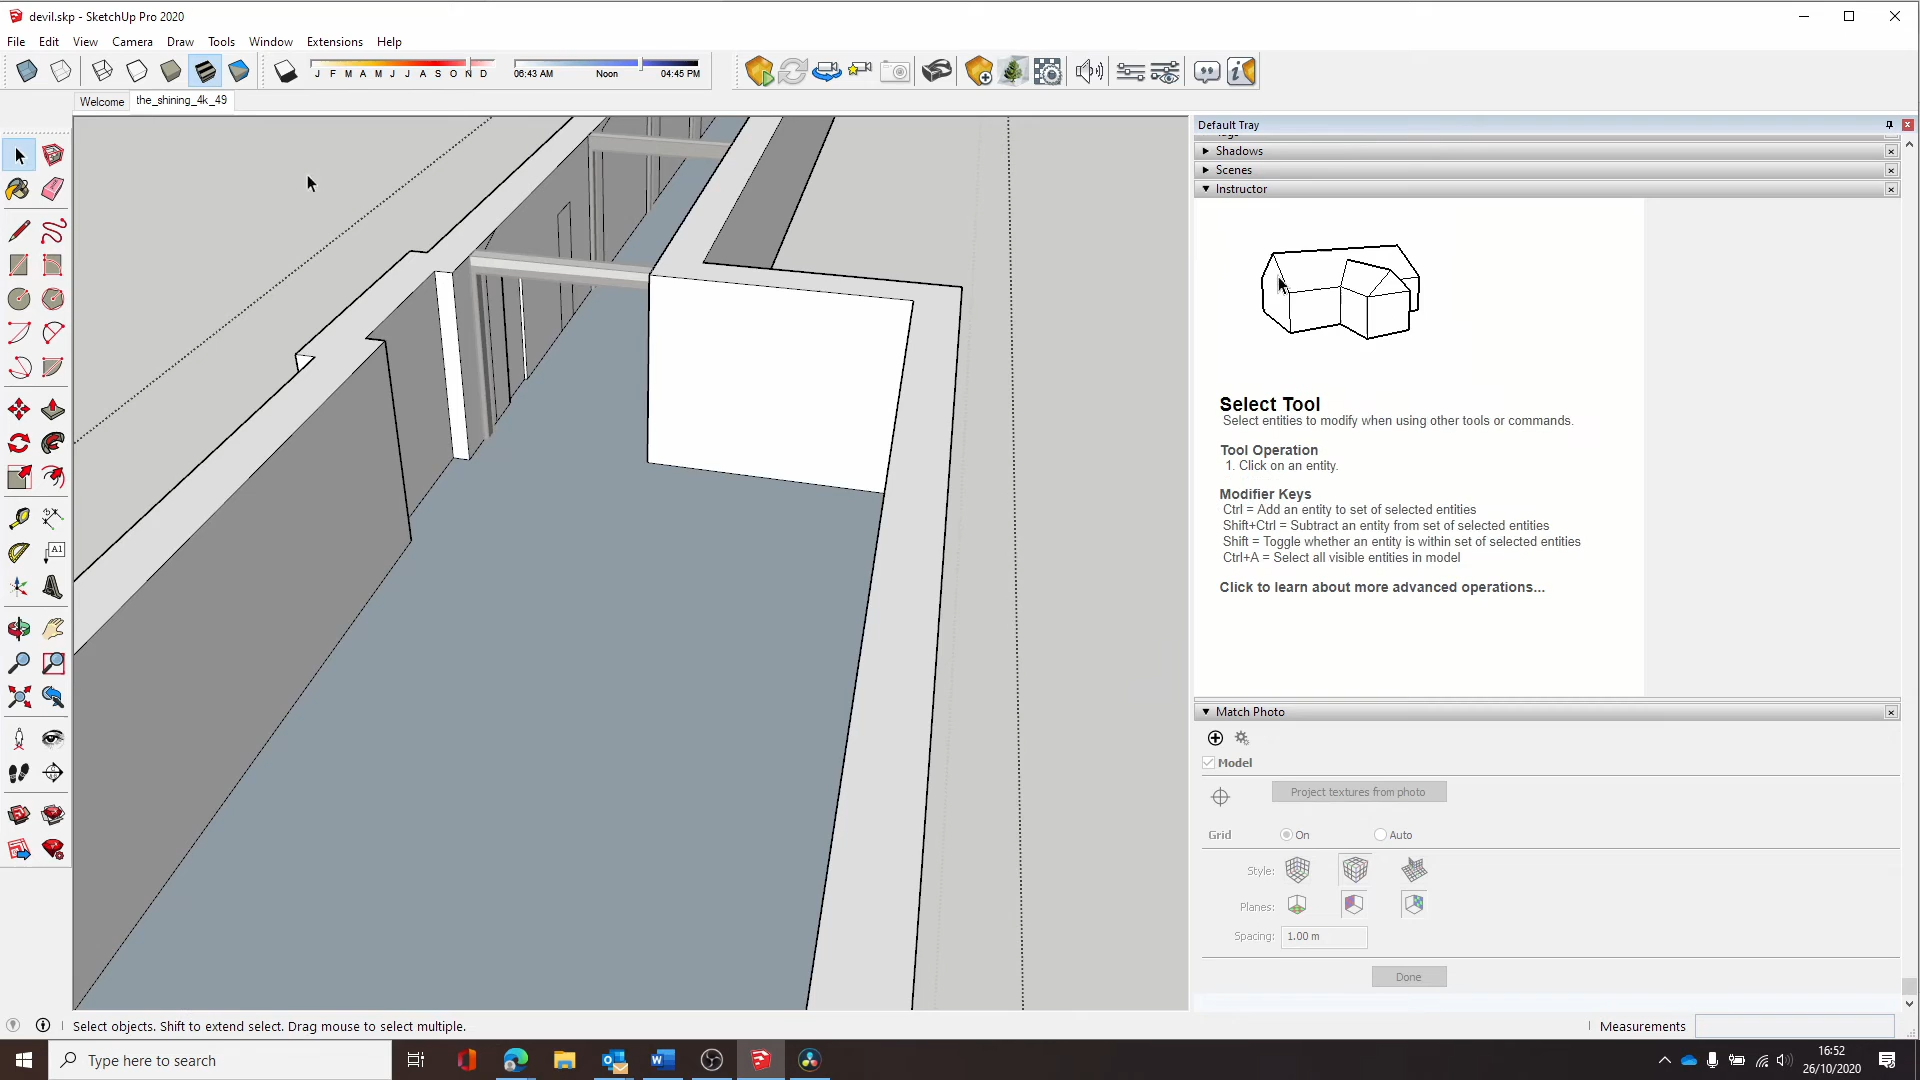 devil.skp - SketchUp Pro 2020
File Edit View Camera Draw Tools Window Extensions Help
J F M A M J J A S O N D
06:43 AM Noon 04:45 PM
Welcome the_shining_4k_49
Default Tray
Shadows
Scenes
Instructor
Select Tool
Select entities to modify when using other tools or commands.
Tool Operation
1. Click on an entity.
Modifier Keys
Ctrl = Add an entity to set of selected entities
Shift+Ctrl = Subtract an entity from set of selected entities
Shift = Toggle whether an entity is within set of selected entities
Ctrl+A = Select all visible entities in model
Click to learn about more advanced operations...
A1
Match Photo
Model
Project textures from photo
Grid On Auto
Style:
Planes:
Spacing: 1.00 m
Done
Select objects. Shift to extend select. Drag mouse to select multiple.
Measurements
Type here to search
16:52
26/10/2020